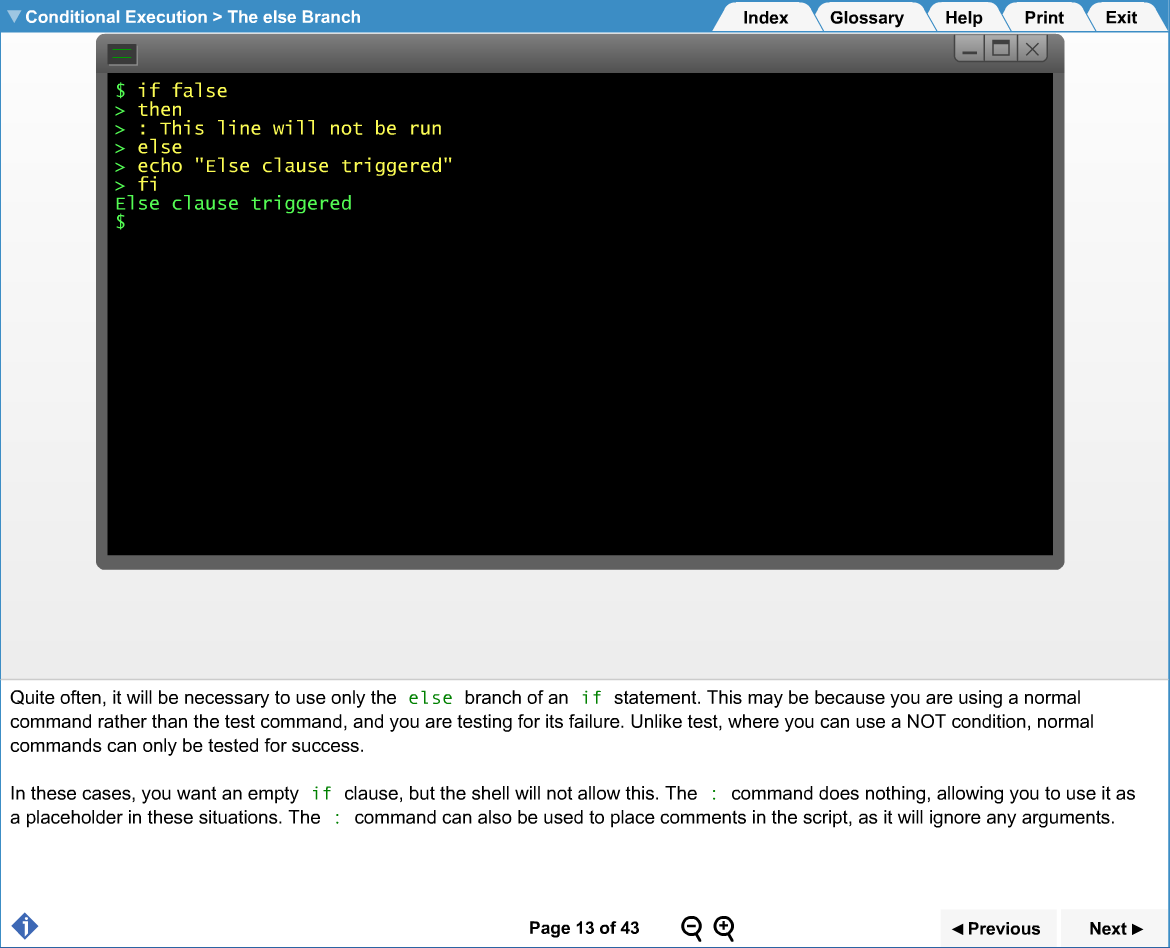 Conditional Execution > The else Branch
Index
Glossary
Help
Print
Exit
$ if false
> then
> : This line will not be run
> else
> echo "Else clause triggered"
> fi
Else clause triggered
$
Quite often, it will be necessary to use only the else branch of an if statement. This may be because you are using a normal
command rather than the test command, and you are testing for its failure. Unlike test, where you can use a NOT condition, normal
commands can only be tested for success.
In these cases, you want an empty if clause, but the shell will not allow this. The : command does nothing, allowing you to use it as
a placeholder in these situations. The : command can also be used to place comments in the script, as it will ignore any arguments.
i
Page 13 of 43
Previous
Next